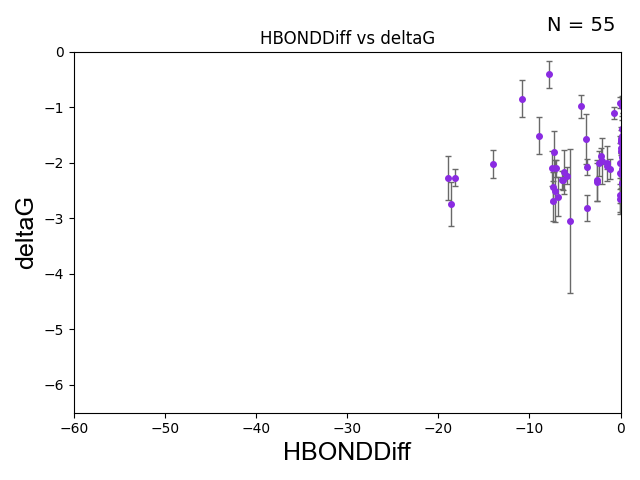 N = 55
HBONDDiff vs deltaG
0
−1
−2
−3
−4
−5
−6
deltaG
−60 −50 −40 −30 −20 −10 0
HBONDDiff